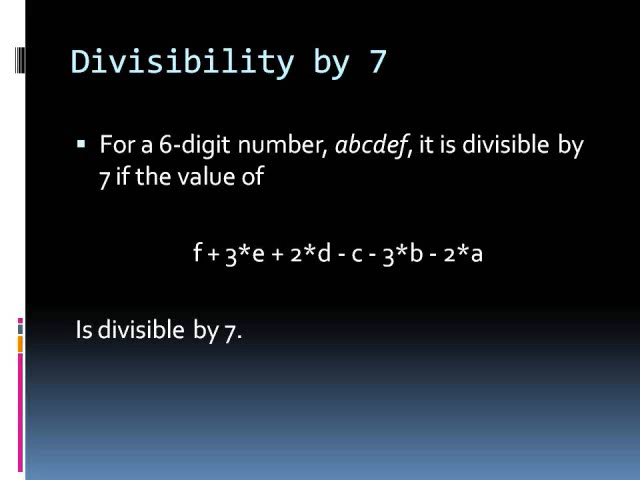 Divisibility by 7
For a 6-digit number, abcdef, it is divisible by
7 if the value of
f + 3*e + 2*d - c - 3*b - 2*a
Is divisible by 7.